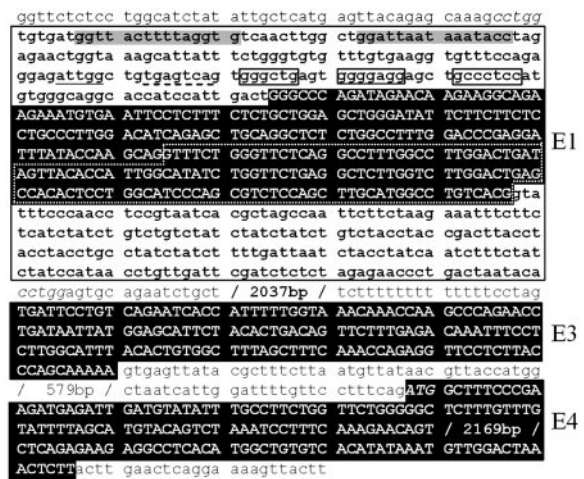 ggttctctcc tggcatctat attgctcatg agttacagag caaagcctgg
tgtgatggtt acttttaggt gtcaacttgg ctggattaat aaataccctag
agaactggta aagcattatt tctgggtgtg tttgtgaagg tgtttccaga
ggagattggc tgtgagtcag tgggctgagt ggggaggagc tgccctccat
gtgggcaggc accatccatt gactGGGCCC AGATAGAACA AGAAGGCAGA
AGAAATGTGA ATTCCTCTTT CTCTGCTGGA GCTGGGATAT TCTTCTTCTC
CTGCCCTTGG ACATCAGAGC TGCAGGCTCT CTGGCCTTTG GACCCGAGGA
TTTATACCAA GCAGGTTTCT GGGTTCTCAG GCCTTTGGCC TTGGACTGAT
AGTTACACCA TTGGCATATC TGGTTCTGAG GCTCTTGGTC TTGGACTGAG
CCACACTCCT GGCATCCCAG CGTCTCCAGC TTGCATGGCC TGTCACGgta
tttcccaacc tccgtaatca cgctagccaa ttcttctaag aaatttcttc
tcatctatct gtctgtctat ctatctatct gtctacctac cgacttacct
acctacctgc ctatctatct tttgattaat ctacctatca atctttctat
ctatccataa cctgttgatt cgatctctct agagaaccct gactaataca
cctggagtgc agaatctgct / 2037bp / tctttttttt tttttcctag
TGATTCCTGT CAGAATCACC ATTTTTGGTA AACAAACCAA GCCCAGAACC
TGATAATTAT GGAGCATTCT ACACTGACAG TTCTTTGAGA CAAATTTCCT
CTTGGCATTT ACACTGTGGC TTTAGCTTTC AAACCAGAGG TTCCTCTTAC
CCAGCAAAAA gtgagttata cgctttctta atgttataac gttaccatgg
/ 579bp / ctaatcattg gattttgttc cctttcagATG GCTTTCCCGA
AGATGAGATT GATGTATATT TGCCTTCTGG TTCTGGGGGC TCTTTGTTTG
TATTTTAGCA TGTACAGTCT AAATCCTTTC AAAGAACAGT / 2169bp /
CTCAGAGAAG AGGCCTCACA TGGCTGTGTC ACATATAAAT GTTGGACTAA
ACTCTTactt gaactcagga aaagttactt
E1
E3
E4